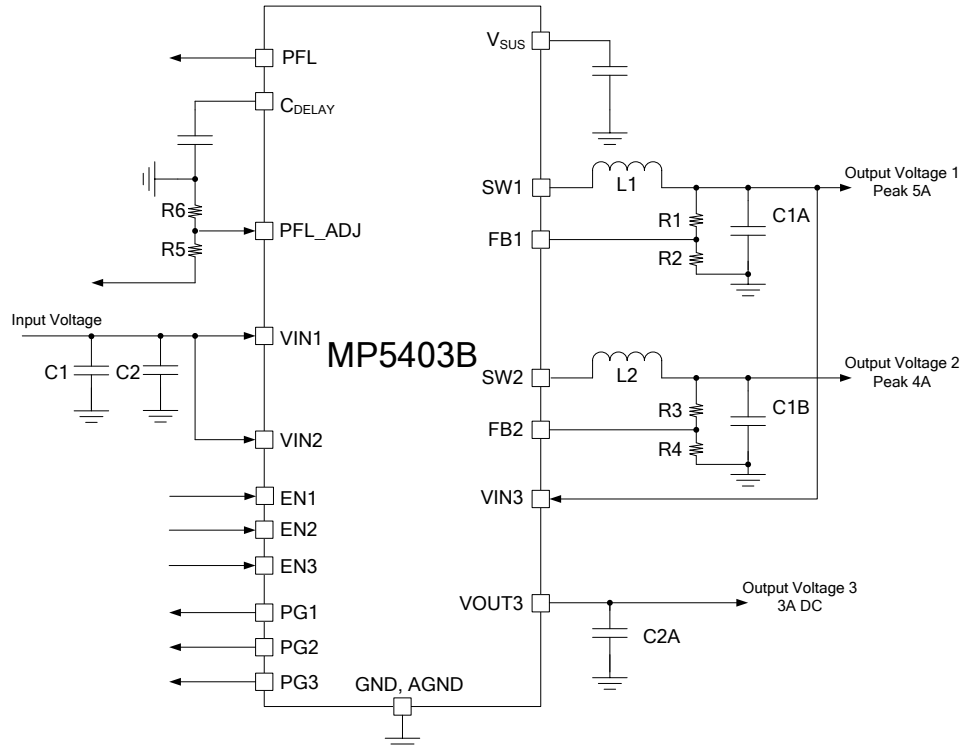 PFL
CDELAY
R6
PFL_ADJ
R5
Input Voltage
VIN1
C1
C2
VIN2
EN1
EN2
EN3
PG1
PG2
PG3
GND, AGND
MP5403B
VSUS
SW1
L1
Output Voltage 1
Peak 5A
R1
C1A
FB1
R2
SW2
L2
Output Voltage 2
Peak 4A
R3
C1B
FB2
R4
VIN3
VOUT3
Output Voltage 3
3A DC
C2A